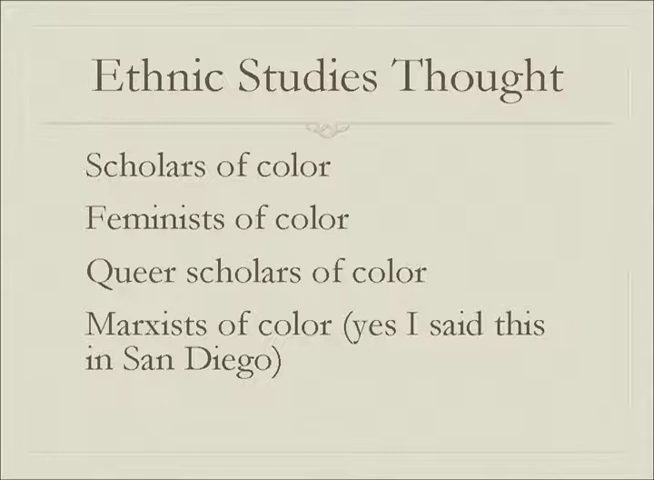 Ethnic Studies Thought
Scholars of color
Feminists of color
Queer scholars of color
Marxists of color (yes I said this
in San Diego)